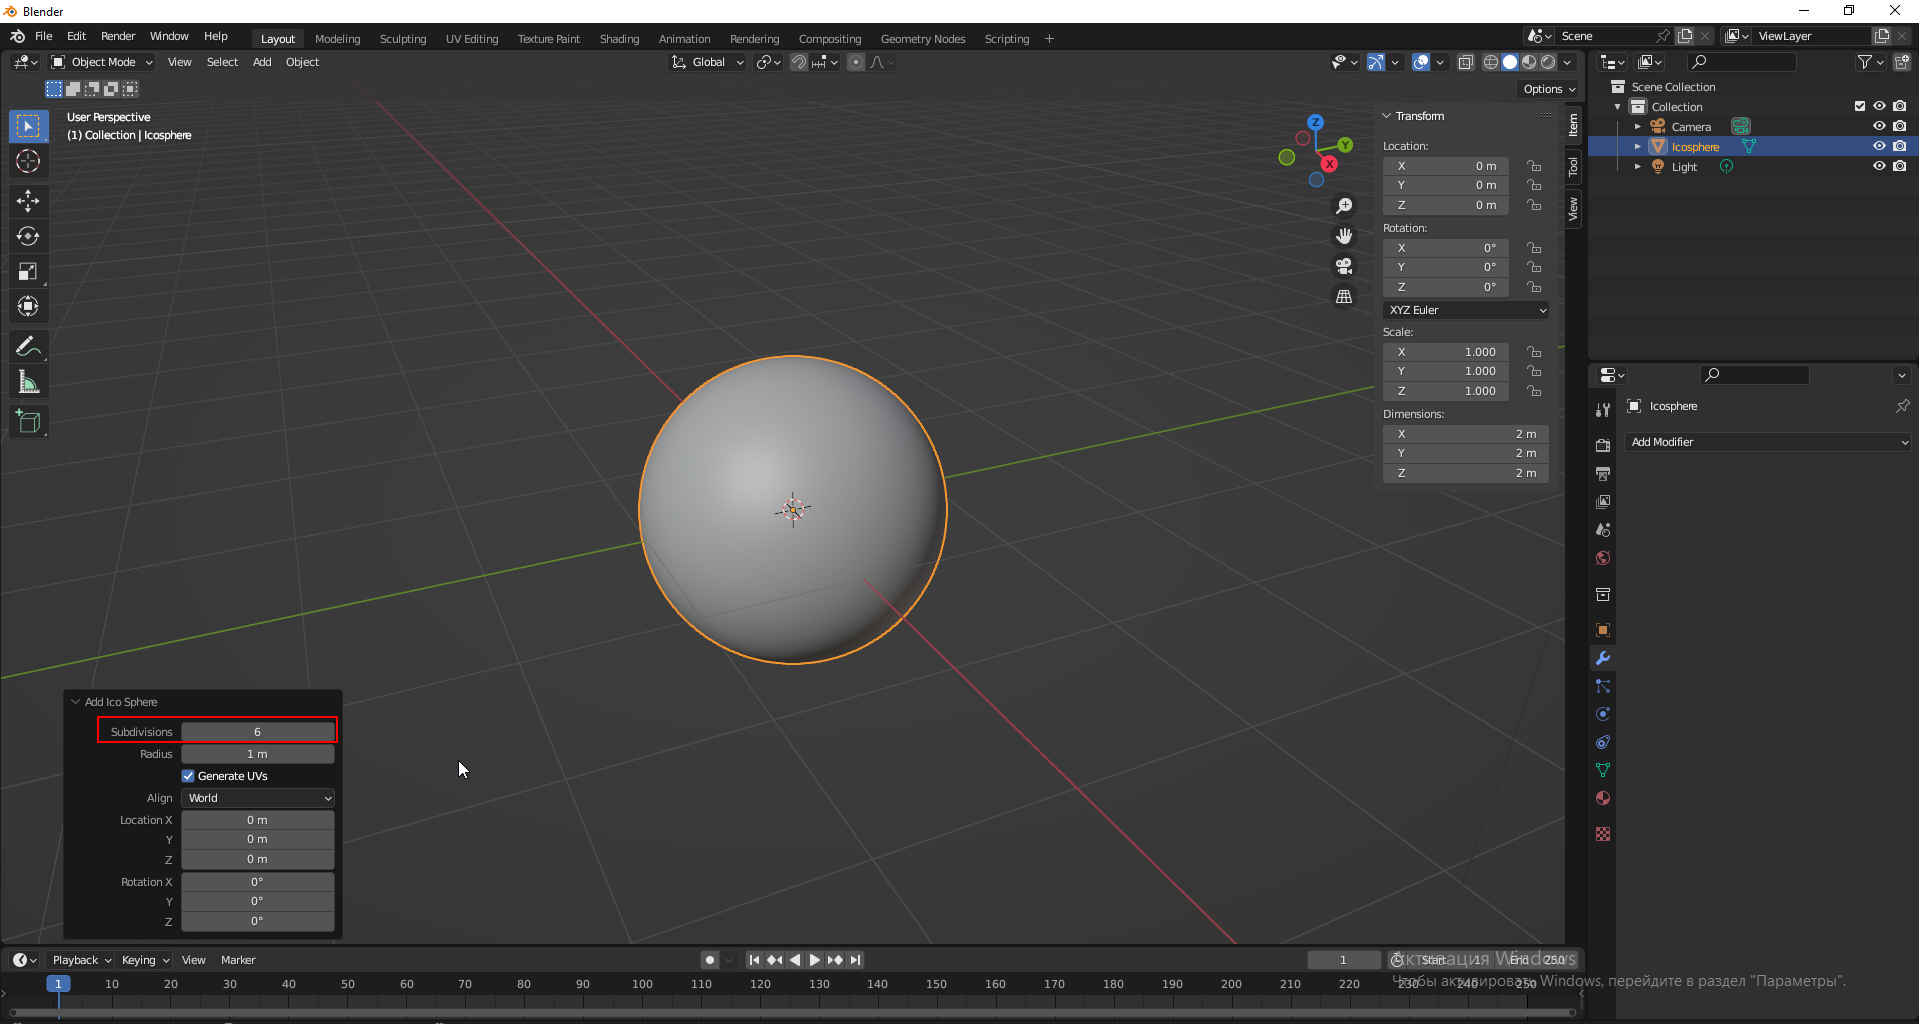 Blender
File Edit Render Window Help Layout Modeling Sculpting UV Editing Texture Paint Shading Animation Rendering Compositing Geometry Nodes Scripting + Scene ViewLayer
Object Mode View Select Add Object Global
Options
User Perspective
(1) Collection | Icosphere
Z
Y
X
Transform
Location:
X 0 m
Y 0 m
Z 0 m
Rotation:
X 0°
Y 0°
Z 0°
XYZ Euler
Scale:
X 1.000
Y 1.000
Z 1.000
Dimensions:
X 2 m
Y 2 m
Z 2 m
Item
Tool
View
Scene Collection
Collection
Camera
Icosphere
Light
Icosphere
Add Modifier
Add Ico Sphere
Subdivisions 6
Radius 1 m
Generate UVs
Align World
Location X 0 m
Y 0 m
Z 0 m
Rotation X 0°
Y 0°
Z 0°
Playback Keying View Marker 1 Start 1 End 250
1 10 20 30 40 50 60 70 80 90 100 110 120 130 140 150 160 170 180 190 200 210 220 230 240 250
Активация Windows
Чтобы активировать Windows, перейдите в раздел "Параметры".